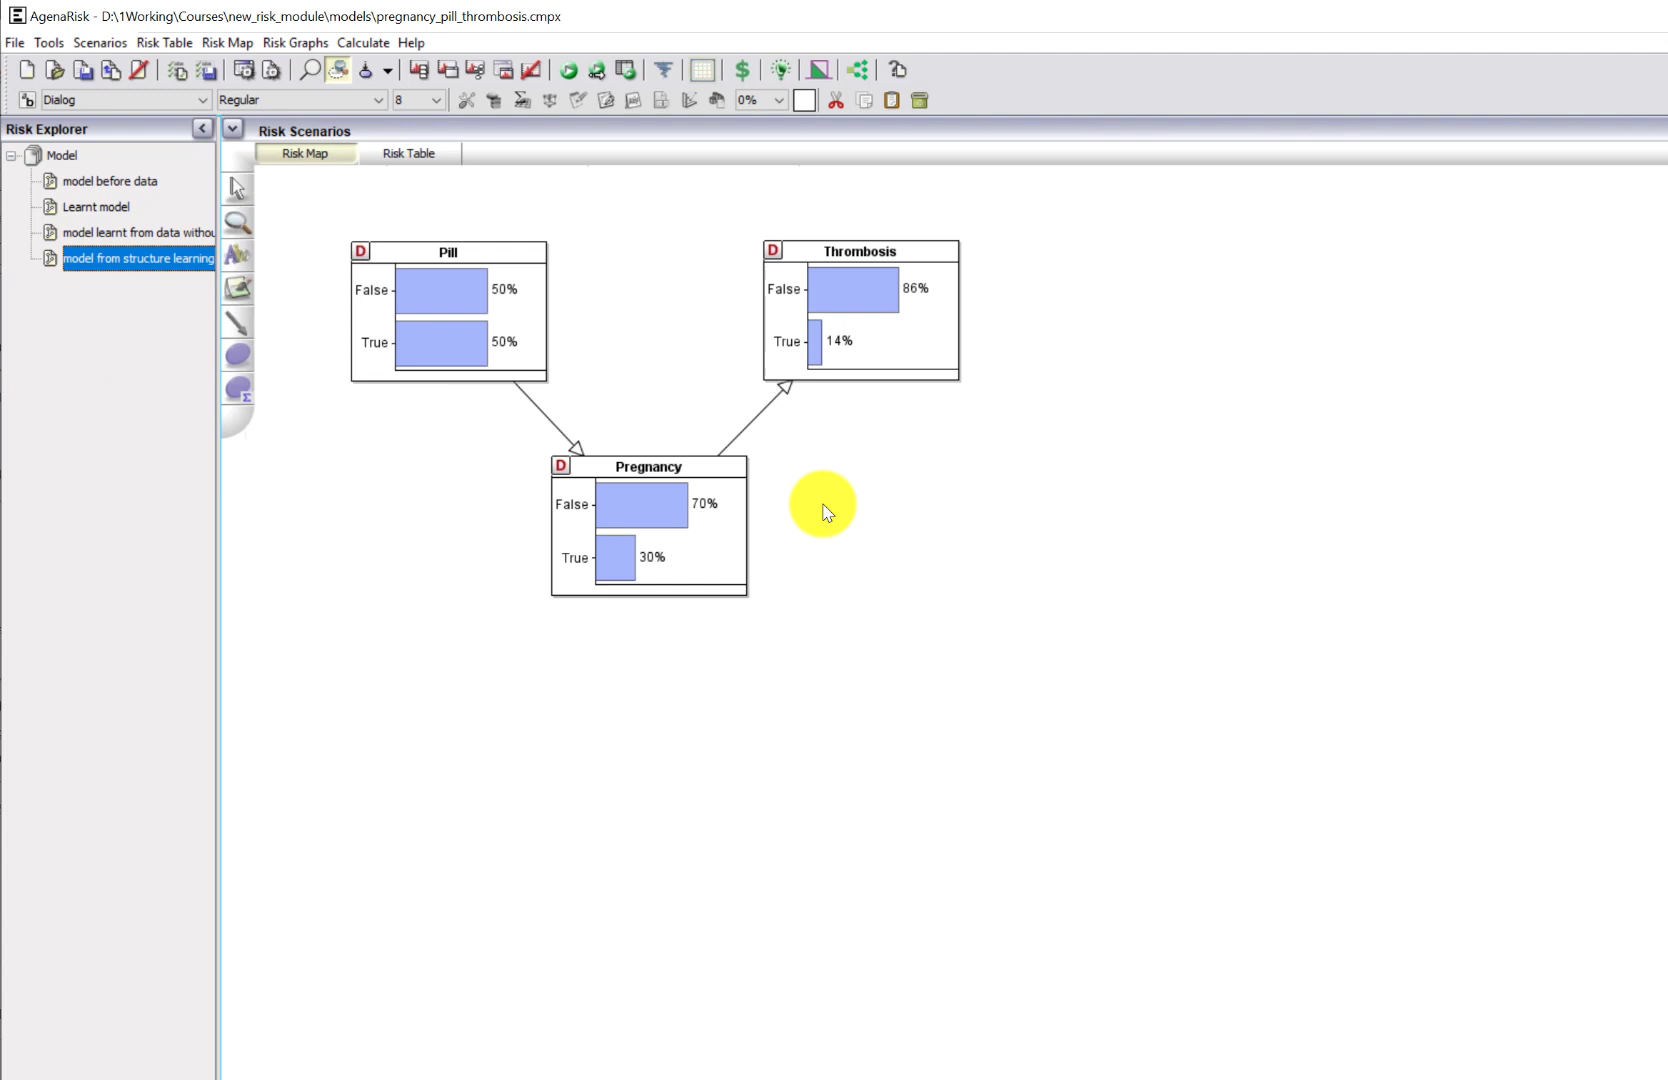 AgenaRisk - D:\1Working\Courses\new_risk_module\models\pregnancy_pill_thrombosis.cmpx
File Tools Scenarios Risk Table Risk Map Risk Graphs Calculate Help
Dialog Regular 8 0%
Risk Explorer
Risk Scenarios
Risk Map Risk Table
Model
model before data
Learnt model
model learnt from data withou
model from structure learning
D Pill
False 50%
True 50%
D Thrombosis
False 86%
True 14%
D Pregnancy
False 70%
True 30%